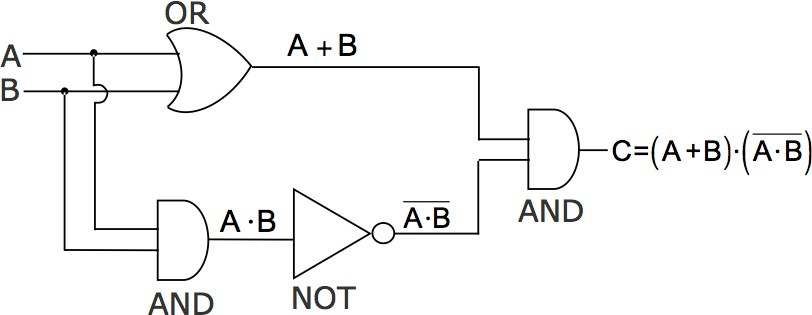 OR
A
A + B
B
C=(A+B)·(A̅·̅B̅)
AND
A·B
A̅·̅B̅
AND
NOT